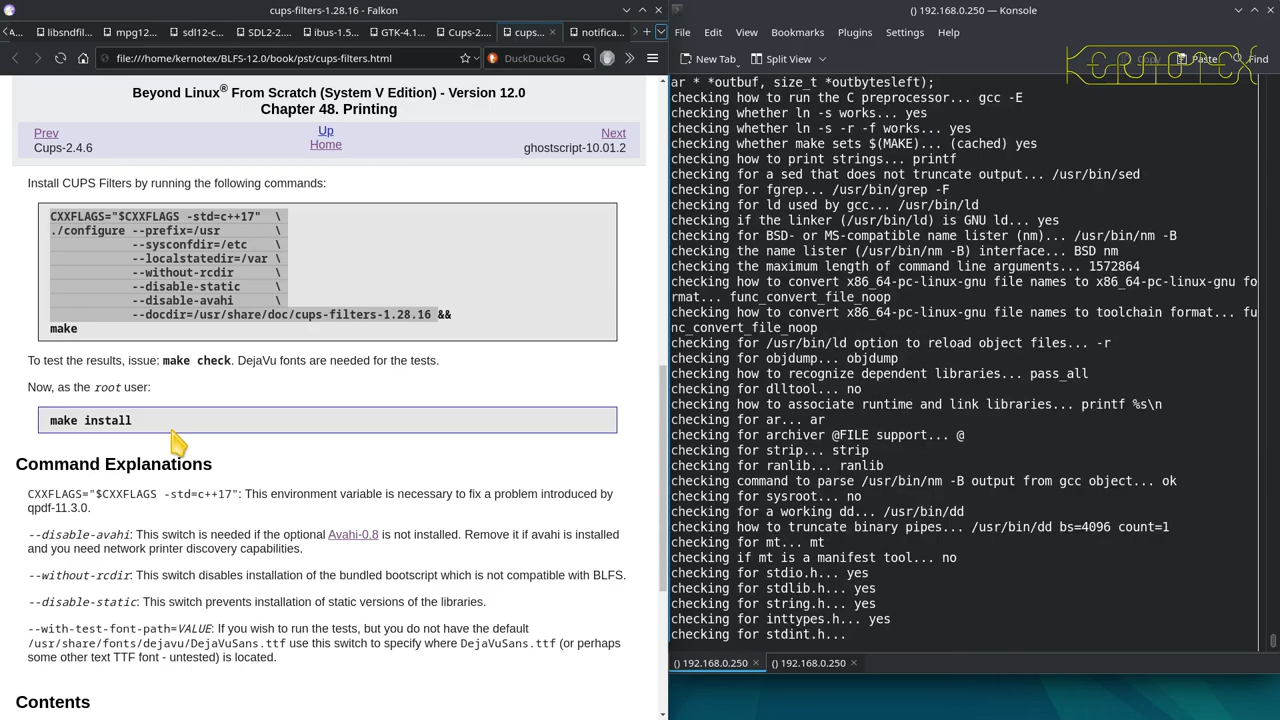 cups-filters-1.28.16 — Falkon
() 192.168.0.250 — Konsole
A...
libsndfil...
mpg12...
sdl12-c...
SDL2-2....
ibus-1.5...
GTK-4.1...
Cups-2....
cups...
notifica...
File Edit View Bookmarks Plugins Settings Help
file:///home/kernotex/BLFS-12.0/book/pst/cups-filters.html
DuckDuckGo
New Tab Split View Copy Paste Find
KERNOTEX
Beyond Linux® From Scratch (System V Edition) - Version 12.0
Chapter 48. Printing
Prev Up Next
Cups-2.4.6 Home ghostscript-10.01.2
Install CUPS Filters by running the following commands:
CXXFLAGS="$CXXFLAGS -std=c++17" \
./configure --prefix=/usr \
--sysconfdir=/etc \
--localstatedir=/var \
--without-rcdir \
--disable-static \
--disable-avahi \
--docdir=/usr/share/doc/cups-filters-1.28.16 &&
make
To test the results, issue: make check. DejaVu fonts are needed for the tests.
Now, as the root user:
make install
Command Explanations
CXXFLAGS="$CXXFLAGS -std=c++17": This environment variable is necessary to fix a problem introduced by
qpdf-11.3.0.
--disable-avahi: This switch is needed if the optional Avahi-0.8 is not installed. Remove it if avahi is installed
and you need network printer discovery capabilities.
--without-rcdir: This switch disables installation of the bundled bootscript which is not compatible with BLFS.
--disable-static: This switch prevents installation of static versions of the libraries.
--with-test-font-path=VALUE: If you wish to run the tests, but you do not have the default
/usr/share/fonts/dejavu/DejaVuSans.ttf use this switch to specify where DejaVuSans.ttf (or perhaps
some other text TTF font - untested) is located.
Contents
ar * *outbuf, size_t *outbytesleft);
checking how to run the C preprocessor... gcc -E
checking whether ln -s works... yes
checking whether ln -s -r -f works... yes
checking whether make sets $(MAKE)... (cached) yes
checking how to print strings... printf
checking for a sed that does not truncate output... /usr/bin/sed
checking for fgrep... /usr/bin/grep -F
checking for ld used by gcc... /usr/bin/ld
checking if the linker (/usr/bin/ld) is GNU ld... yes
checking for BSD- or MS-compatible name lister (nm)... /usr/bin/nm -B
checking the name lister (/usr/bin/nm -B) interface... BSD nm
checking the maximum length of command line arguments... 1572864
checking how to convert x86_64-pc-linux-gnu file names to x86_64-pc-linux-gnu fo
rmat... func_convert_file_noop
checking how to convert x86_64-pc-linux-gnu file names to toolchain format... fu
nc_convert_file_noop
checking for /usr/bin/ld option to reload object files... -r
checking for objdump... objdump
checking how to recognize dependent libraries... pass_all
checking for dlltool... no
checking how to associate runtime and link libraries... printf %s\n
checking for ar... ar
checking for archiver @FILE support... @
checking for strip... strip
checking for ranlib... ranlib
checking command to parse /usr/bin/nm -B output from gcc object... ok
checking for sysroot... no
checking for a working dd... /usr/bin/dd
checking how to truncate binary pipes... /usr/bin/dd bs=4096 count=1
checking for mt... mt
checking if mt is a manifest tool... no
checking for stdio.h... yes
checking for stdlib.h... yes
checking for string.h... yes
checking for inttypes.h... yes
checking for stdint.h...
() 192.168.0.250
() 192.168.0.250